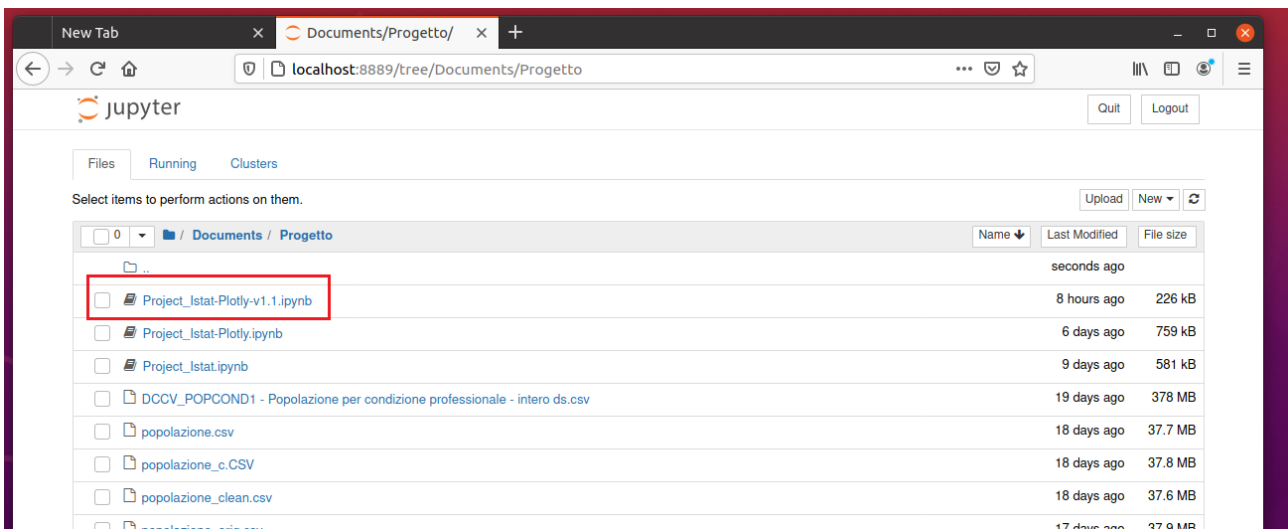 New Tab
Documents/Progetto/
localhost:8889/tree/Documents/Progetto
jupyter
Quit Logout
Files Running Clusters
Select items to perform actions on them.
Upload New
0 / Documents / Progetto Name Last Modified File size
.. seconds ago
Project_Istat-Plotly-v1.1.ipynb 8 hours ago 226 kB
Project_Istat-Plotly.ipynb 6 days ago 759 kB
Project_Istat.ipynb 9 days ago 581 kB
DCCV_POPCOND1 - Popolazione per condizione professionale - intero ds.csv 19 days ago 378 MB
popolazione.csv 18 days ago 37.7 MB
popolazione_c.CSV 18 days ago 37.8 MB
popolazione_clean.csv 18 days ago 37.6 MB
popolazione_orig.csv 17 days ago 37.9 MB